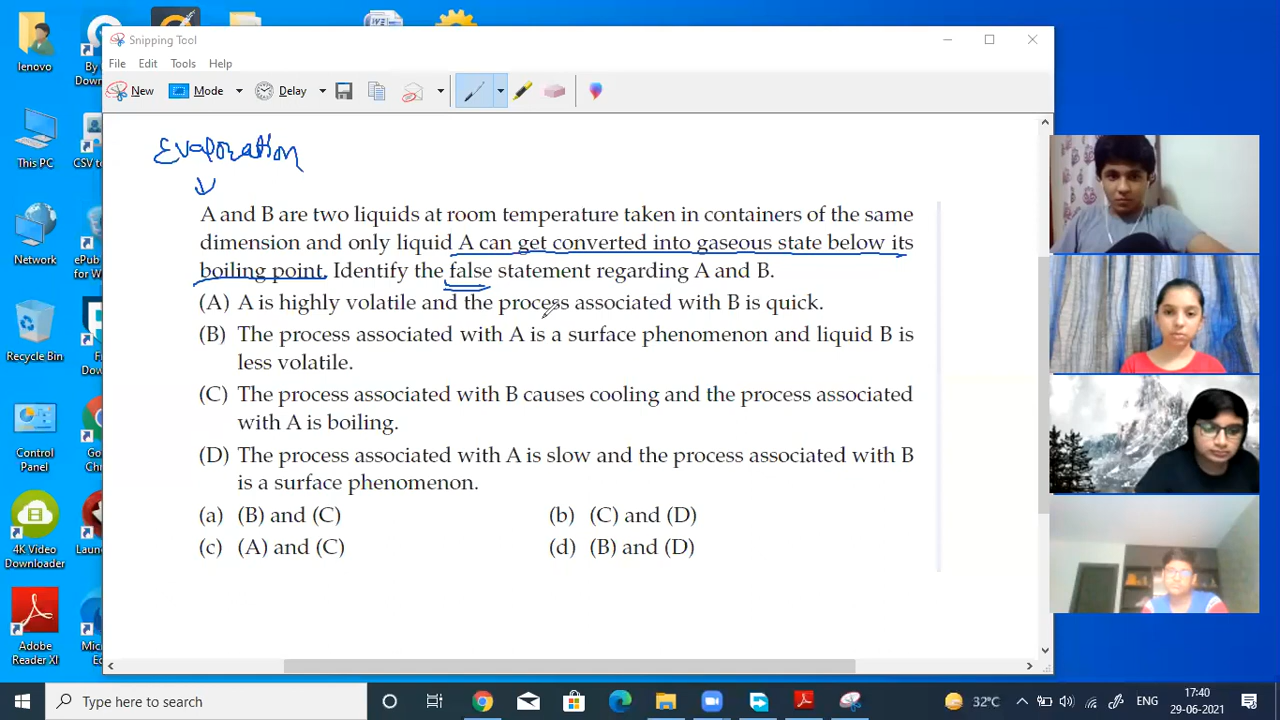 lenovo
This PC
Recycle Bin
Control
Panel
4K Video
Downloader
Adobe
Reader XI
By
Down
CSV to
ePub
for W
Snipping Tool
File Edit Tools Help
New Mode Delay
Evaporation
A and B are two liquids at room temperature taken in containers of the same
dimension and only liquid A can get converted into gaseous state below its
boiling point. Identify the false statement regarding A and B.
(A) A is highly volatile and the process associated with B is quick.
(B) The process associated with A is a surface phenomenon and liquid B is
less volatile.
(C) The process associated with B causes cooling and the process associated
with A is boiling.
(D) The process associated with A is slow and the process associated with B
is a surface phenomenon.
(a) (B) and (C) (b) (C) and (D)
(c) (A) and (C) (d) (B) and (D)
Type here to search
32°C ENG 17:40
29-06-2021